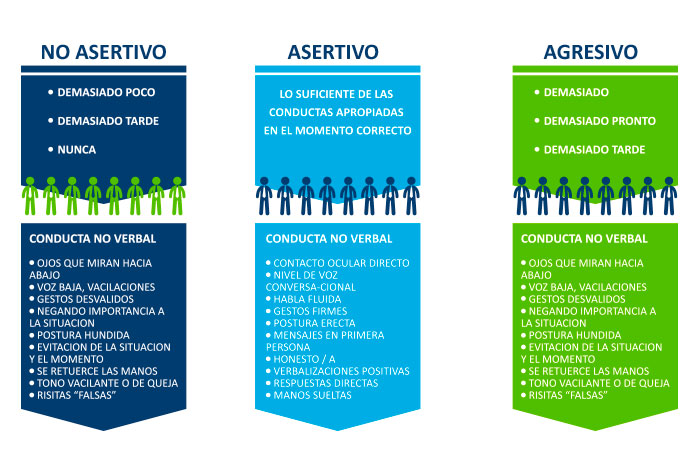 NO ASERTIVO
• DEMASIADO POCO
• DEMASIADO TARDE
• NUNCA
CONDUCTA NO VERBAL
• OJOS QUE MIRAN HACIA
ABAJO
• VOZ BAJA, VACILACIONES
• GESTOS DESVALIDOS
• NEGANDO IMPORTANCIA A
LA SITUACION
• POSTURA HUNDIDA
• EVITACION DE LA SITUACION
Y EL MOMENTO
• SE RETUERCE LAS MANOS
• TONO VACILANTE O DE QUEJA
• RISITAS “FALSAS”
ASERTIVO
LO SUFICIENTE DE LAS
CONDUCTAS APROPIADAS
EN EL MOMENTO CORRECTO
CONDUCTA NO VERBAL
• CONTACTO OCULAR DIRECTO
• NIVEL DE VOZ
CONVERSA-CIONAL
• HABLA FLUIDA
• GESTOS FIRMES
• POSTURA ERECTA
• MENSAJES EN PRIMERA
PERSONA
• HONESTO / A
• VERBALIZACIONES POSITIVAS
• RESPUESTAS DIRECTAS
• MANOS SUELTAS
AGRESIVO
• DEMASIADO
• DEMASIADO PRONTO
• DEMASIADO TARDE
CONDUCTA NO VERBAL
• OJOS QUE MIRAN HACIA
ABAJO
• VOZ BAJA, VACILACIONES
• GESTOS DESVALIDOS
• NEGANDO IMPORTANCIA A
LA SITUACION
• POSTURA HUNDIDA
• EVITACION DE LA SITUACION
Y EL MOMENTO
• SE RETUERCE LAS MANOS
• TONO VACILANTE O DE QUEJA
• RISITAS “FALSAS”